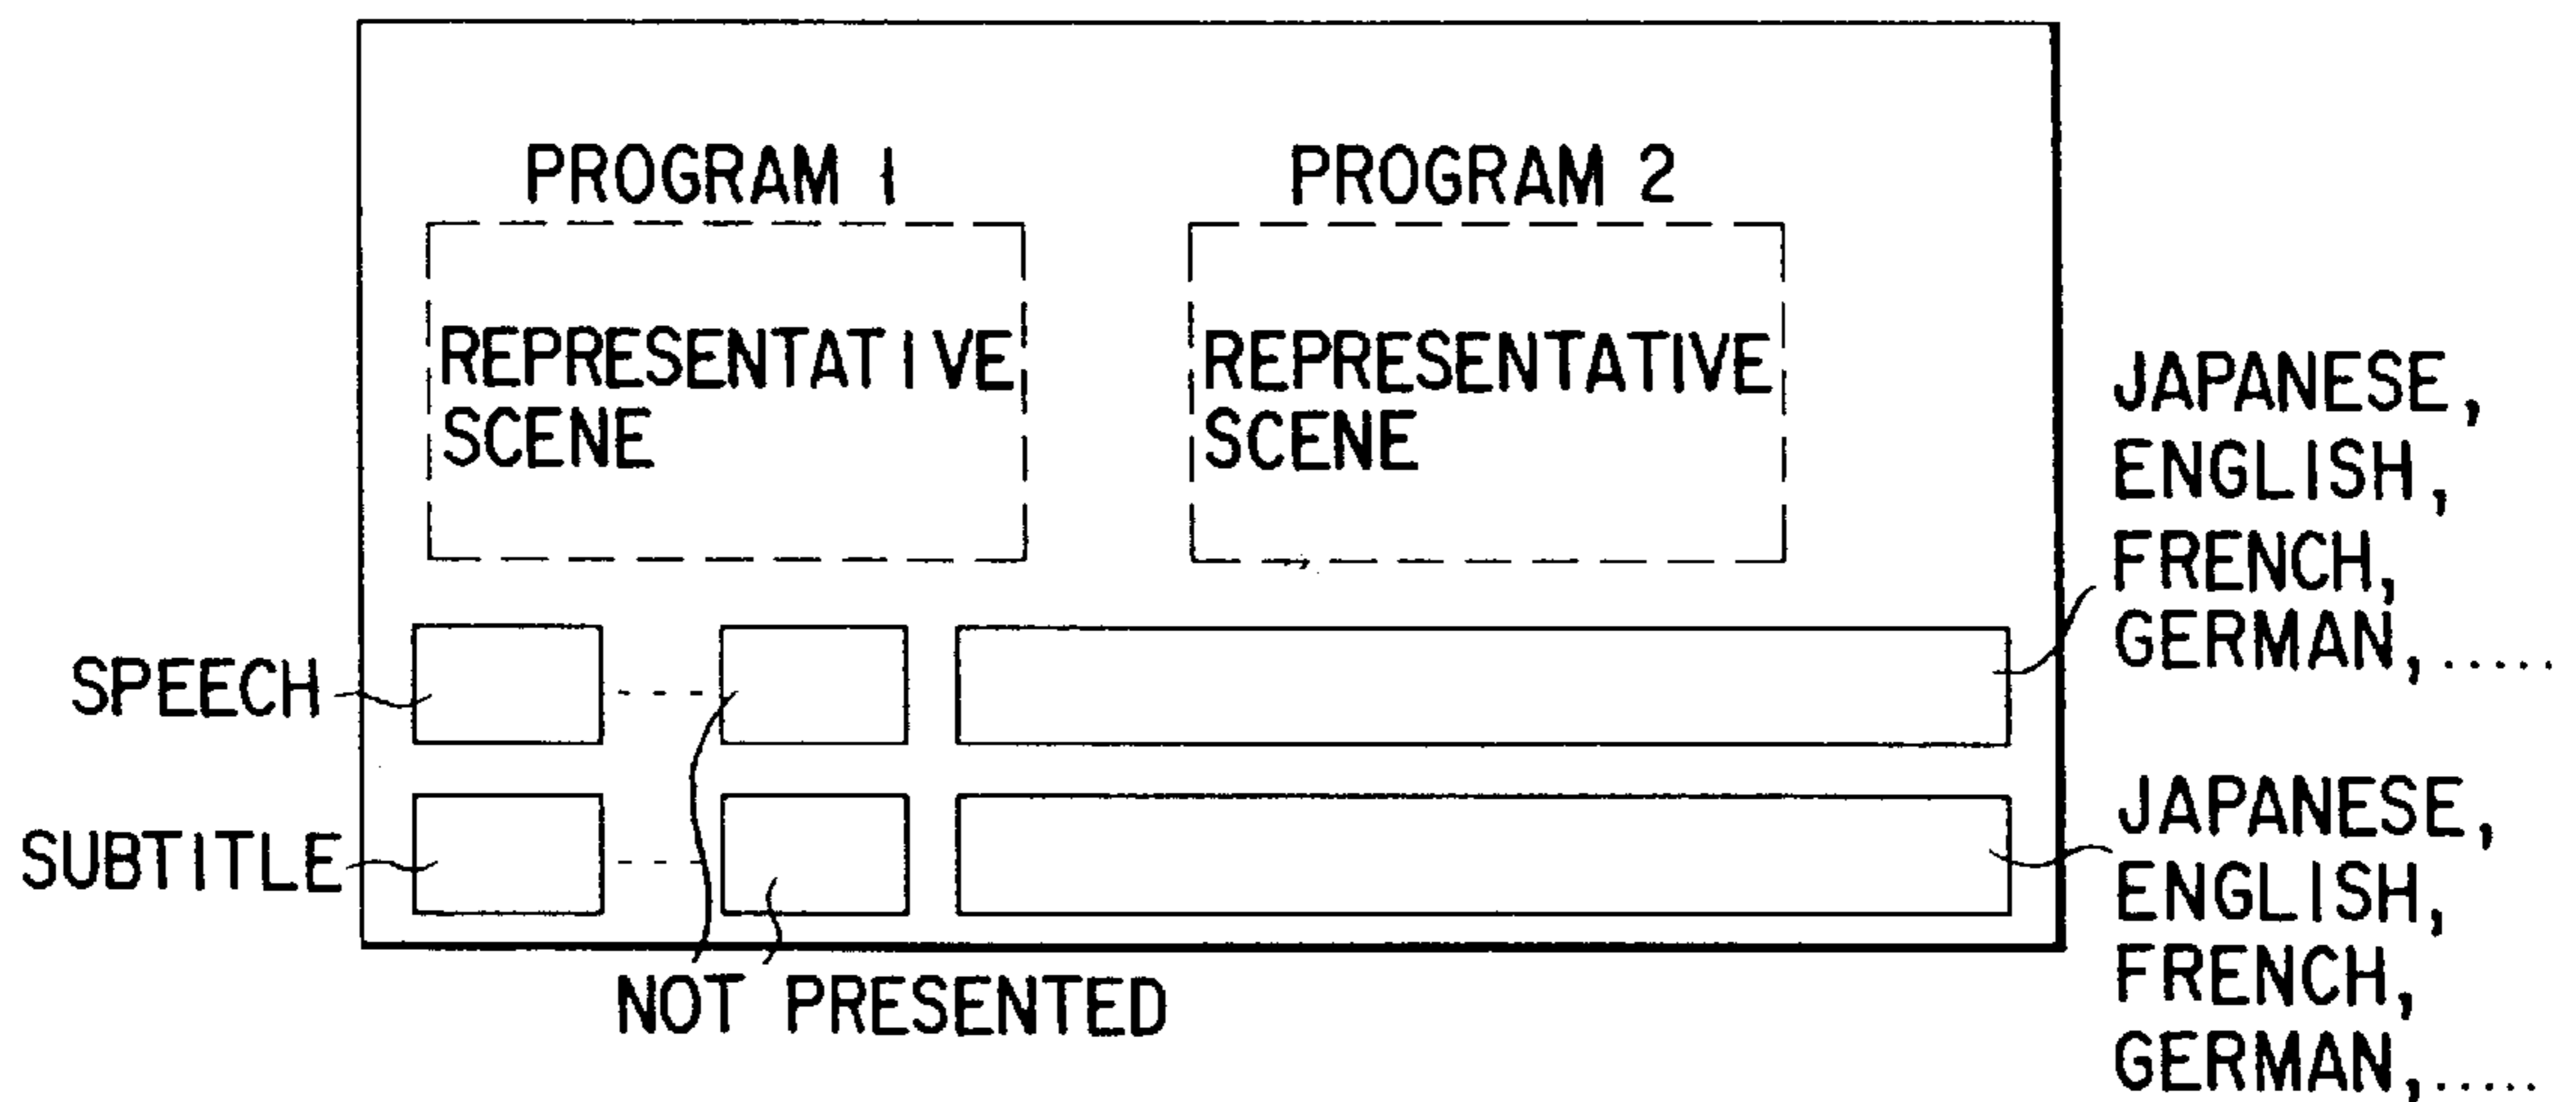 PROGRAM 1
PROGRAM 2
REPRESENTATIVE
SCENE
REPRESENTATIVE
SCENE
JAPANESE,
ENGLISH,
FRENCH,
GERMAN, .....
SPEECH
SUBTITLE
JAPANESE,
ENGLISH,
FRENCH,
GERMAN, .....
NOT PRESENTED